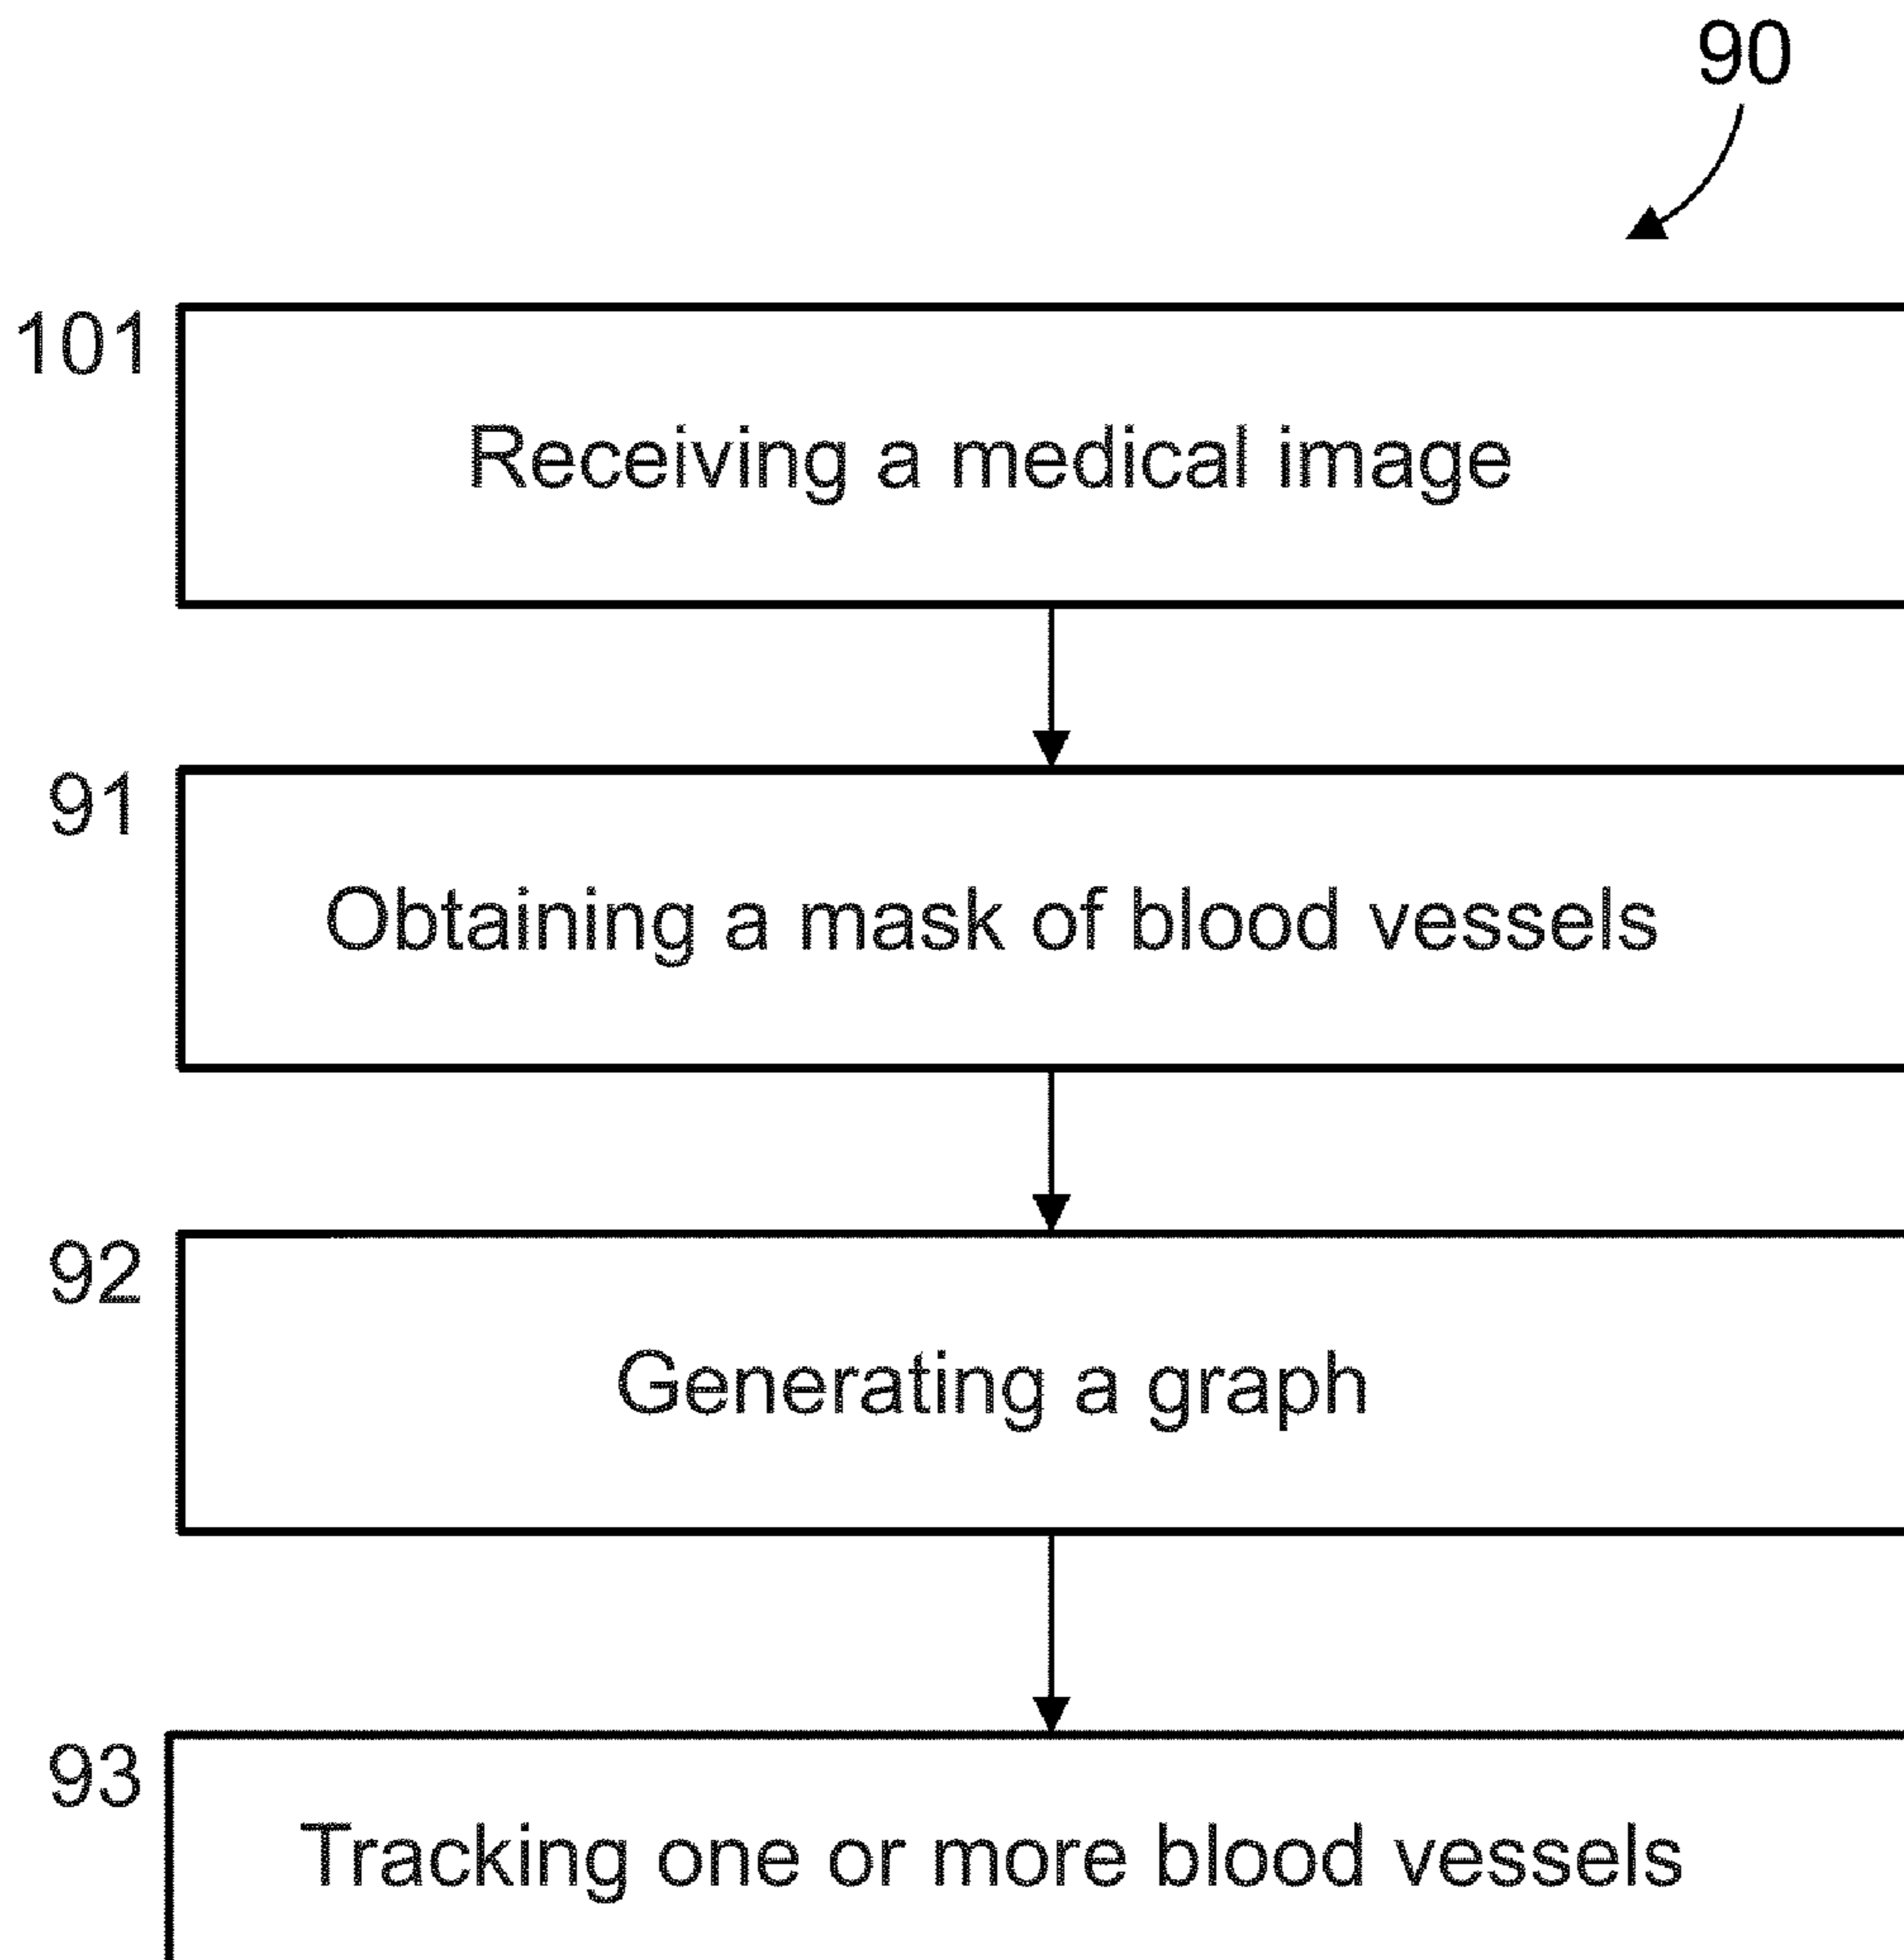 90
101
Receiving a medical image
91
Obtaining a mask of blood vessels
92
Generating a graph
93
Tracking one or more blood vessels